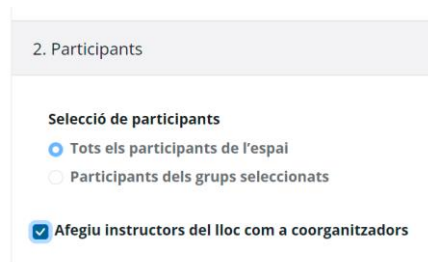 2. Participants
Selecció de participants
Tots els participants de l'espai
Participants dels grups seleccionats
Afegiu instructors del lloc com a coorganitzadors